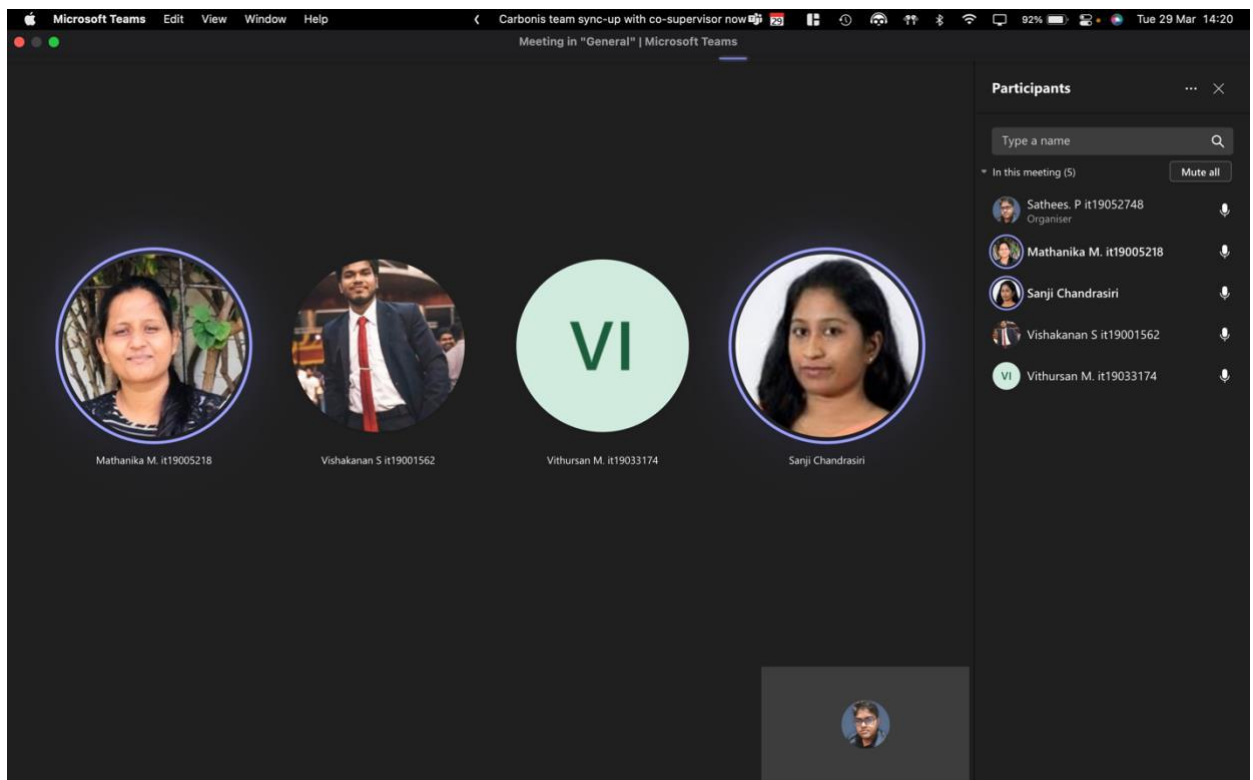 Microsoft Teams Edit View Window Help Carbonis team sync-up with co-supervisor now 29 92% Tue 29 Mar 14:20
Meeting in "General" | Microsoft Teams
Participants
Type a name
In this meeting (5) Mute all
Sathees. P it19052748
Organiser
Mathanika M. it19005218
Sanji Chandrasiri
Vishakanan S it19001562
VI Vithursan M. it19033174
VI
Mathanika M. it19005218
Vishakanan S it19001562
Vithursan M. it19033174
Sanji Chandrasiri